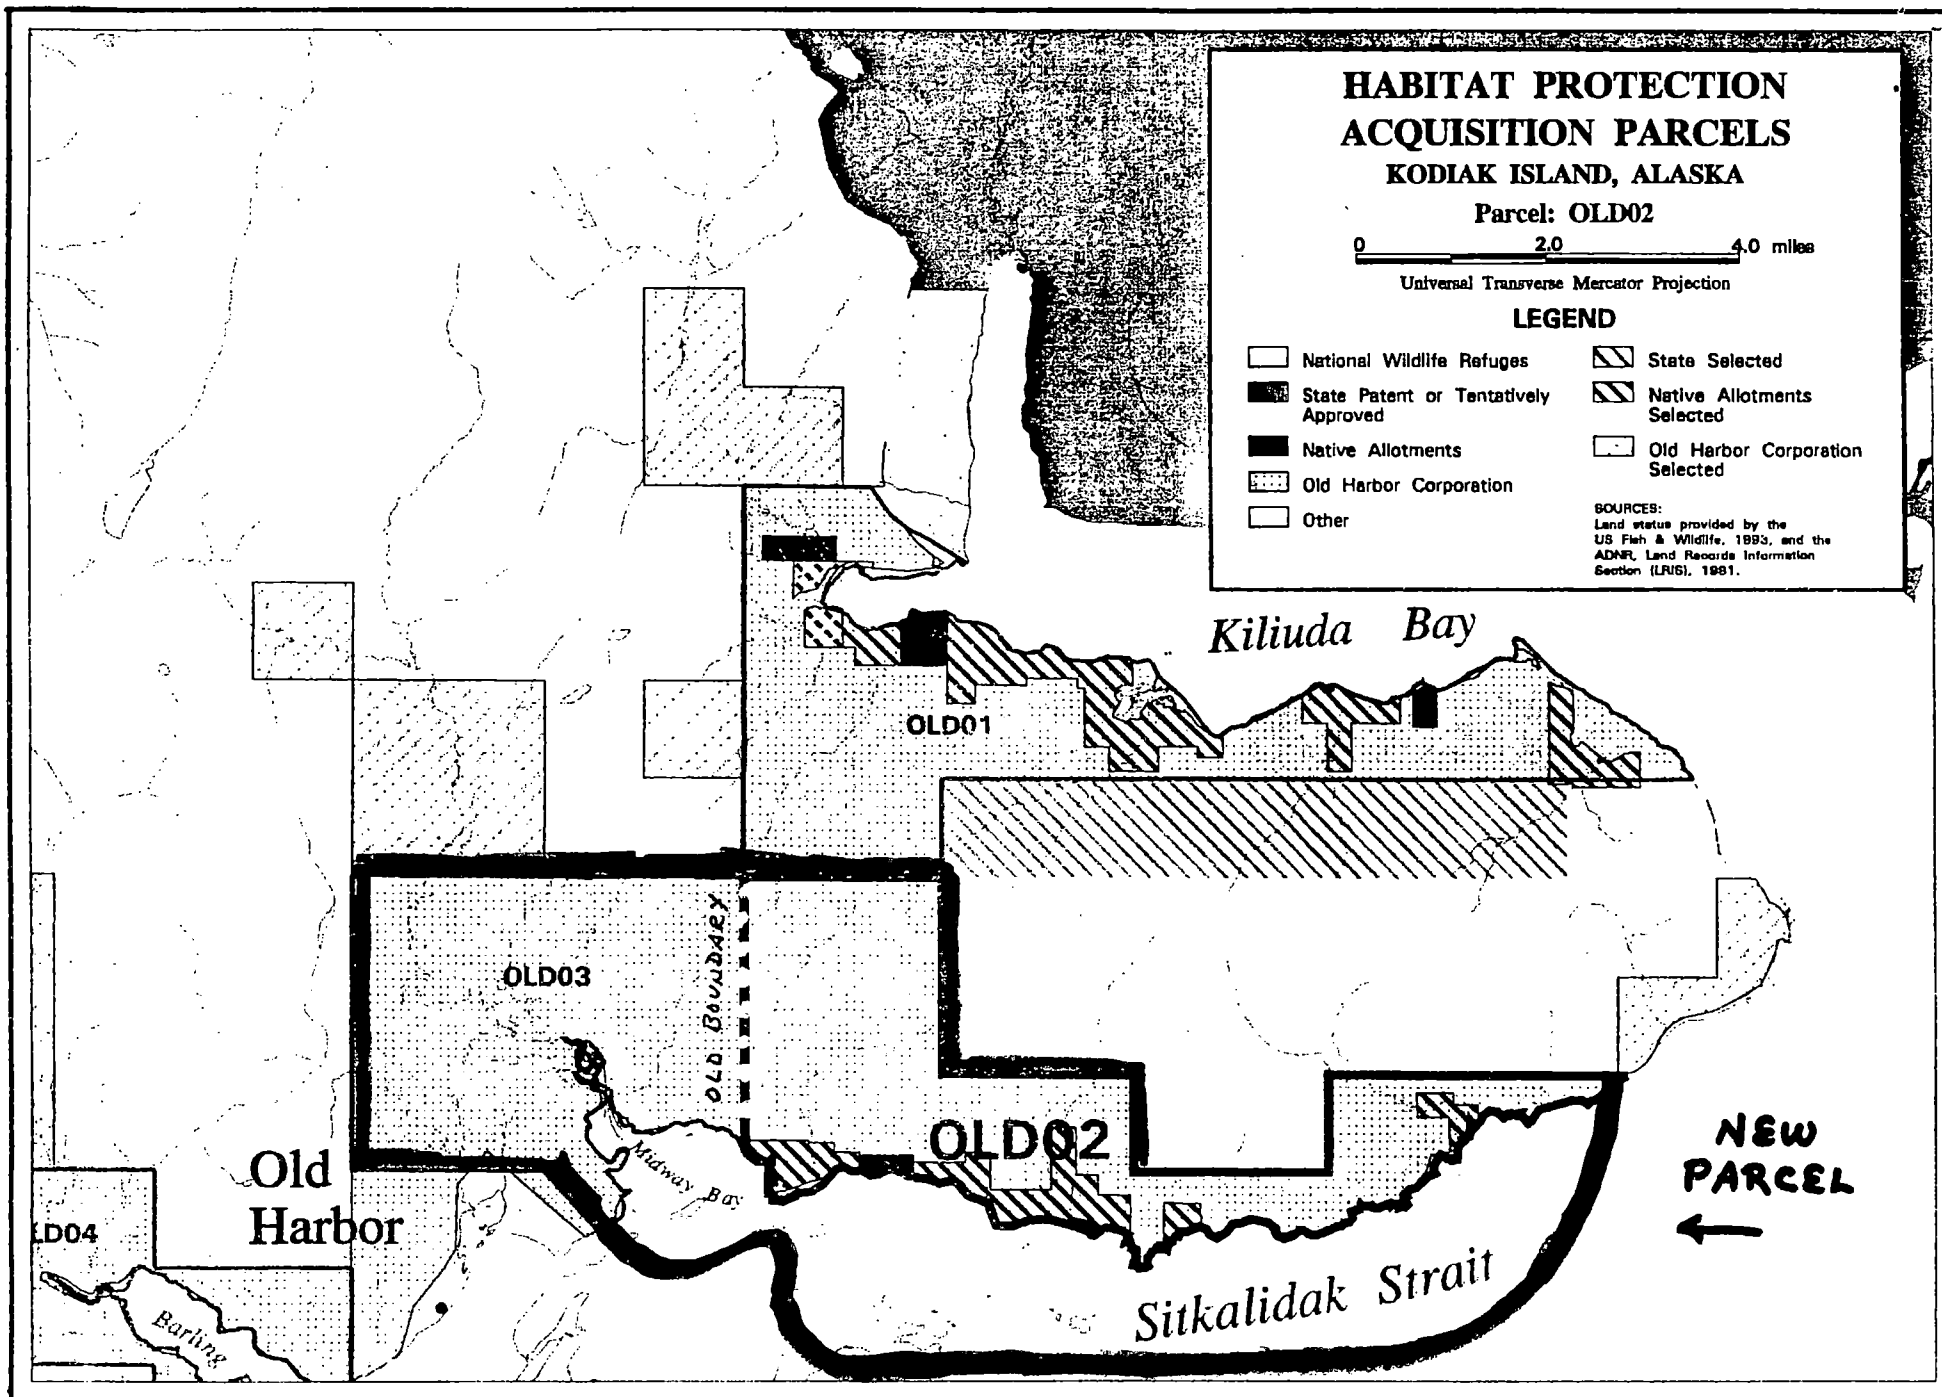 HABITAT PROTECTION
ACQUISITION PARCELS
KODIAK ISLAND, ALASKA
Parcel: OLD02
0 2.0 4.0 miles
Universal Transverse Mercator Projection
LEGEND
National Wildlife Refuges
State Patent or Tentatively
Approved
Native Allotments
Old Harbor Corporation
Other
State Selected
Native Allotments
Selected
Old Harbor Corporation
Selected
SOURCES:
Land status provided by the
US Fish & Wildlife, 1993, and the
ADNR, Land Records Information
Section (LRIS), 1991.
Kiliuda Bay
OLD01
OLD BOUNDARY
OLD03
OLD02
Midway Bay
NEW
PARCEL
Old
Harbor
LD04
Barling
Sitkalidak Strait